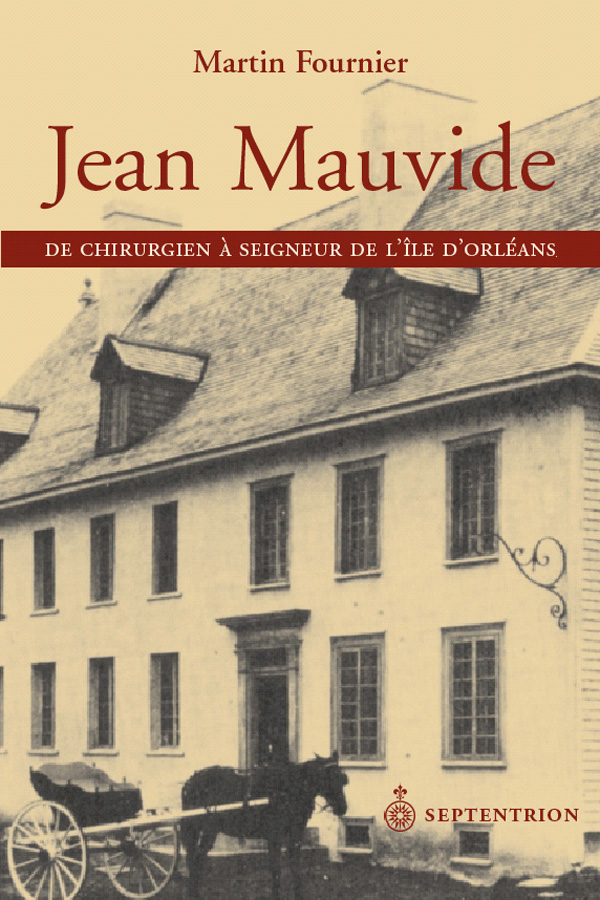 Martin Fournier
Jean Mauvide
DE CHIRURGIEN À SEIGNEUR DE L'ÎLE D'ORLÉANS
SEPTENTRION